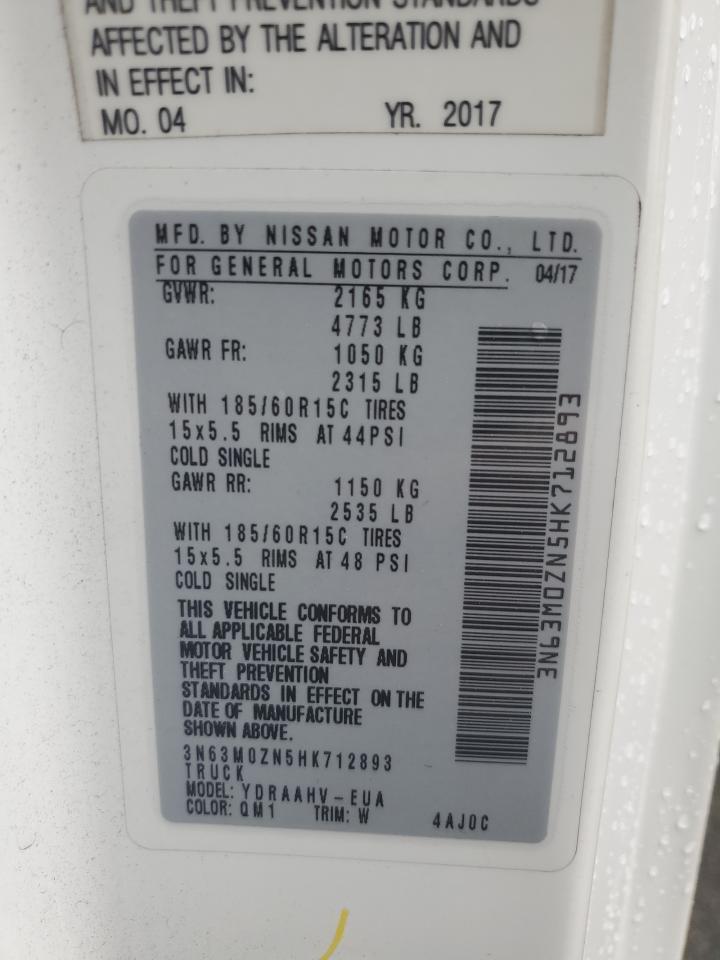 AND THEFT PREVENTION STANDARDS
AFFECTED BY THE ALTERATION AND
IN EFFECT IN:
MO. 04 YR. 2017
MFD. BY NISSAN MOTOR CO., LTD.
FOR GENERAL MOTORS CORP. 04/17
GVWR: 2165 KG
4773 LB
GAWR FR: 1050 KG
2315 LB
WITH 185/60R15C TIRES
15x5.5 RIMS AT 44PSI
COLD SINGLE
GAWR RR: 1150 KG
2535 LB
WITH 185/60R15C TIRES
15x5.5 RIMS AT 48 PSI
COLD SINGLE
THIS VEHICLE CONFORMS TO
ALL APPLICABLE FEDERAL
MOTOR VEHICLE SAFETY AND
THEFT PREVENTION
STANDARDS IN EFFECT ON THE
DATE OF MANUFACTURE
SHOWN ABOVE.
3N63M0ZN5HK712893
TRUCK
MODEL: YDRAAHV-EUA
COLOR: QM1 TRIM: W 4AJ0C
3N63M0ZN5HK712893